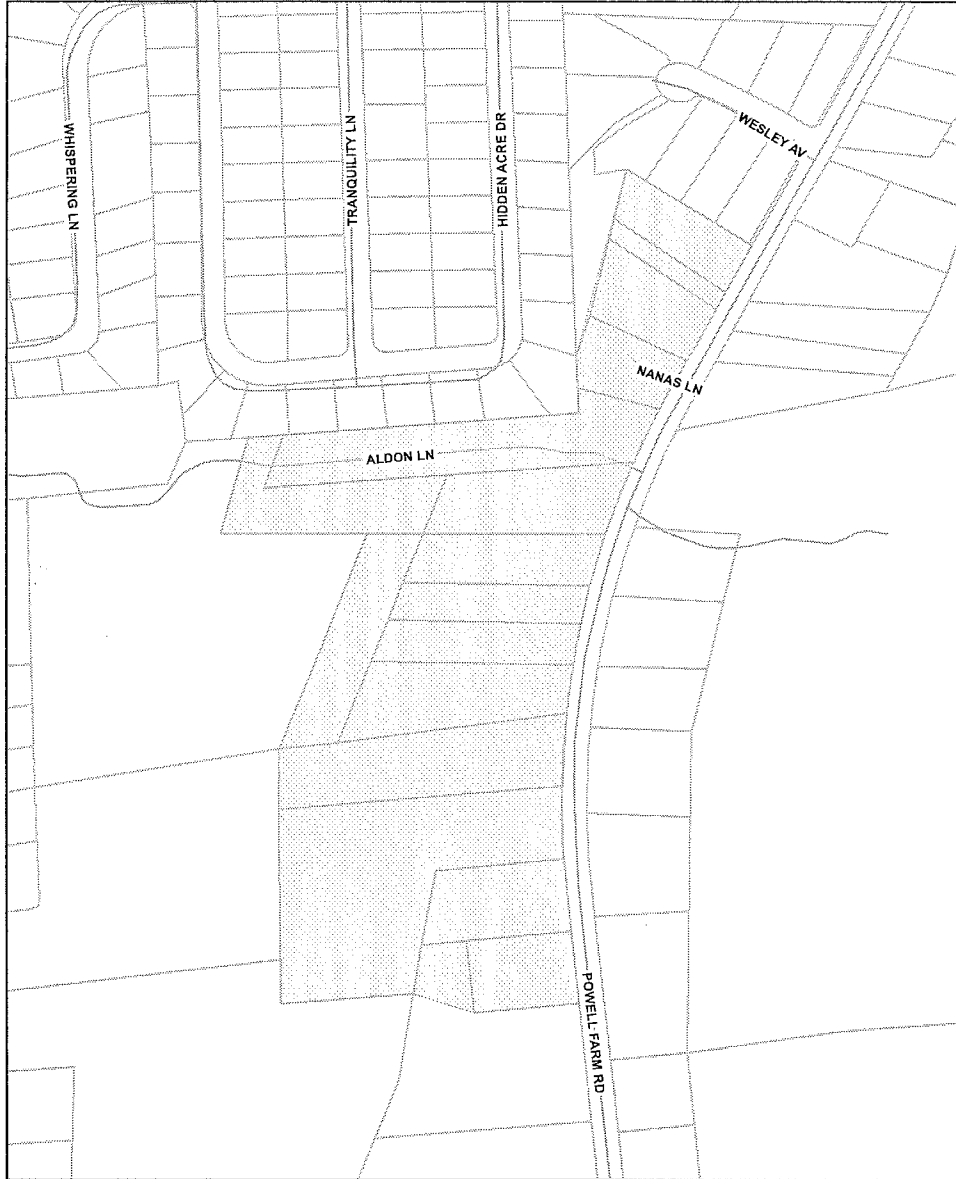 WHISPERING LN
TRANQUILITY LN
HIDDEN ACRE DR
WESLEY AV
NANAS LN
ALDON LN
POWELL FARM RD